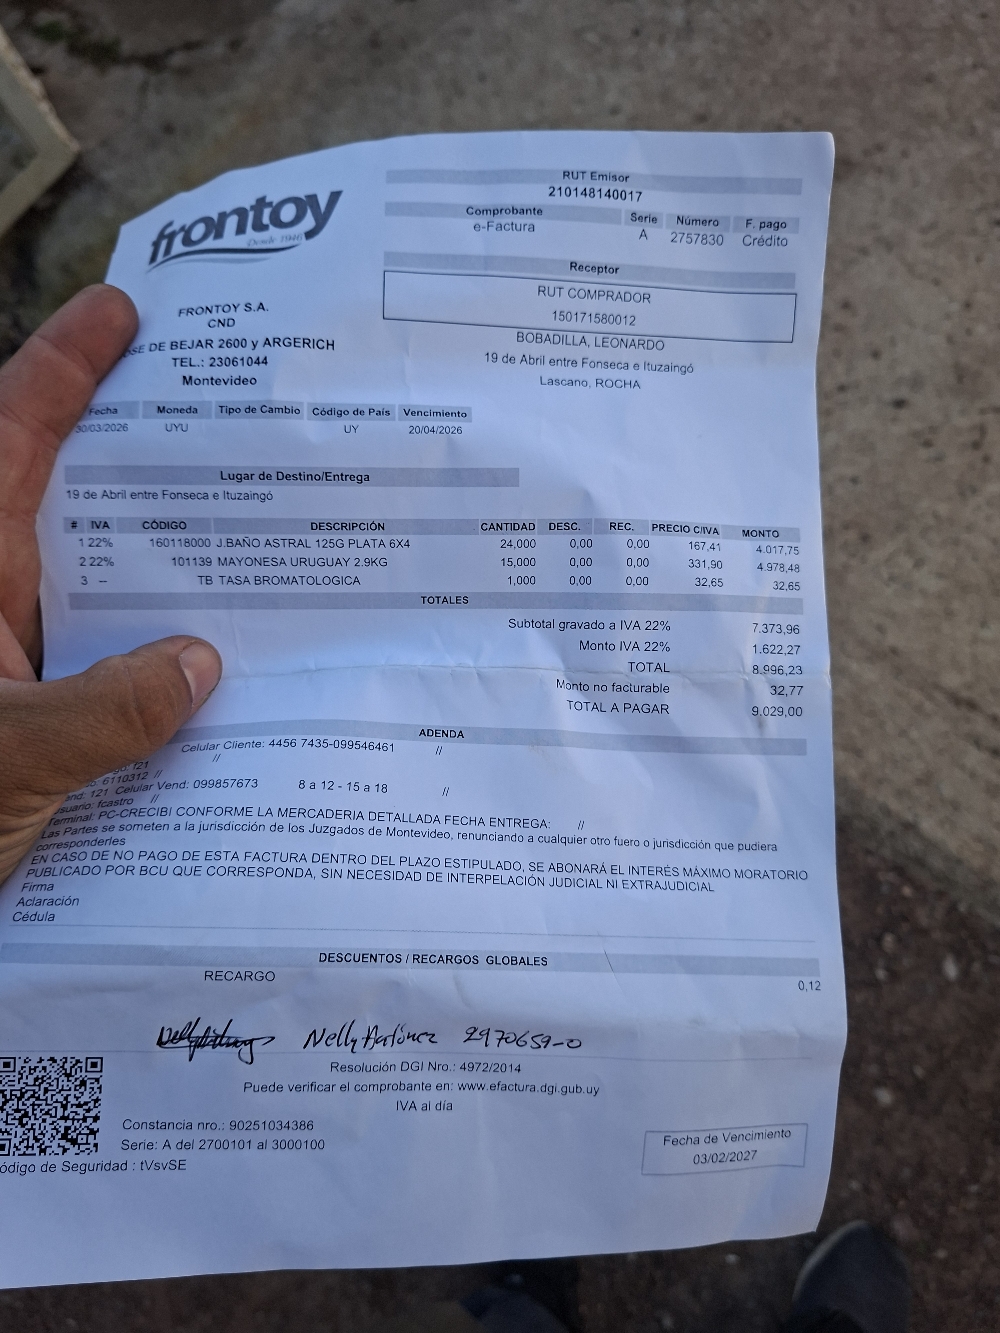 frontoy
Desde 1946
RUT Emisor
210148140017
Comprobante Serie Número F. pago
e-Factura A 2757830 Crédito
Receptor
RUT COMPRADOR
150171580012
BOBADILLA, LEONARDO
19 de Abril entre Fonseca e Ituzaingó
Lascano, ROCHA
FRONTOY S.A.
CND
DE BEJAR 2600 y ARGERICH
TEL.: 23061044
Montevideo
Fecha Moneda Tipo de Cambio Código de País Vencimiento
30/03/2026 UYU UY 20/04/2026
Lugar de Destino/Entrega
19 de Abril entre Fonseca e Ituzaingó
# IVA CÓDIGO DESCRIPCIÓN CANTIDAD DESC. REC. PRECIO C/IVA MONTO
1 22% 160118000 J.BAÑO ASTRAL 125G PLATA 6X4 24,000 0,00 0,00 167,41 4.017,75
2 22% 101139 MAYONESA URUGUAY 2.9KG 15,000 0,00 0,00 331,90 4.978,48
3 -- TB TASA BROMATOLOGICA 1,000 0,00 0,00 32,65 32,65
TOTALES
Subtotal gravado a IVA 22% 7.373,96
Monto IVA 22% 1.622,27
TOTAL 8.996,23
Monto no facturable 32,77
TOTAL A PAGAR 9.029,00
ADENDA
Celular Cliente: 4456 7435-099546461 //
121 //
6110312 //
121 Celular Vend: 099857673 8 a 12 - 15 a 18 //
usuario: fcastro //
Terminal: PC-CRECIBI CONFORME LA MERCADERIA DETALLADA FECHA ENTREGA: //
Las Partes se someten a la jurisdicción de los Juzgados de Montevideo, renunciando a cualquier otro fuero o jurisdicción que pudiera
corresponderles
EN CASO DE NO PAGO DE ESTA FACTURA DENTRO DEL PLAZO ESTIPULADO, SE ABONARÁ EL INTERÉS MÁXIMO MORATORIO
PUBLICADO POR BCU QUE CORRESPONDA, SIN NECESIDAD DE INTERPELACIÓN JUDICIAL NI EXTRAJUDICIAL
Firma
Aclaración
Cédula
DESCUENTOS / RECARGOS GLOBALES
RECARGO 0,12
Nelly Martínez 2970659-0
Resolución DGI Nro.: 4972/2014
Puede verificar el comprobante en: www.efactura.dgi.gub.uy
IVA al día
Constancia nro.: 90251034386
Serie: A del 2700101 al 3000100
ódigo de Seguridad : tVsvSE
Fecha de Vencimiento
03/02/2027